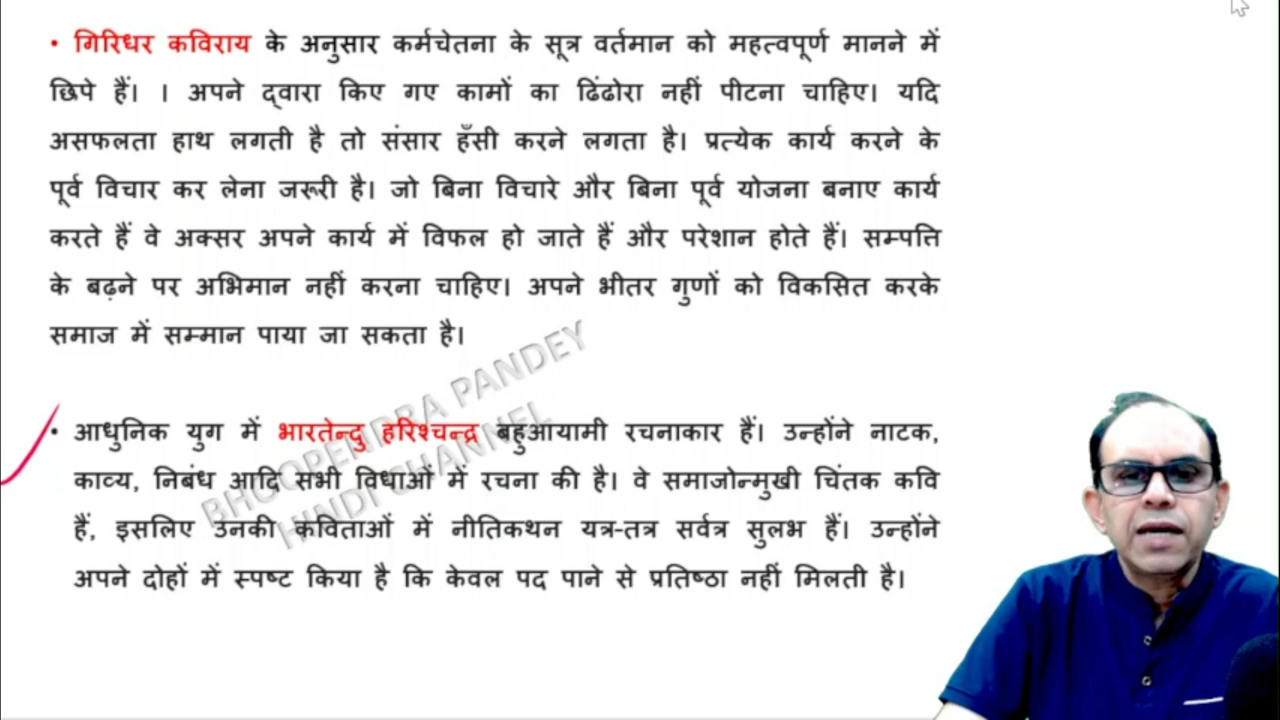 • गिरिधर कविराय के अनुसार कर्मचेतना के सूत्र वर्तमान को महत्वपूर्ण मानने में
छिपे हैं। । अपने द्वारा किए गए कामों का ढिंढोरा नहीं पीटना चाहिए। यदि
असफलता हाथ लगती है तो संसार हँसी करने लगता है। प्रत्येक कार्य करने के
पूर्व विचार कर लेना जरूरी है। जो बिना विचारे और बिना पूर्व योजना बनाए कार्य
करते हैं वे अक्सर अपने कार्य में विफल हो जाते हैं और परेशान होते हैं। सम्पत्ति
के बढ़ने पर अभिमान नहीं करना चाहिए। अपने भीतर गुणों को विकसित करके
समाज में सम्मान पाया जा सकता है।
BHOOPENDRA PANDEY
HINDI CHANNEL
• आधुनिक युग में भारतेन्दु हरिश्चन्द्र बहुआयामी रचनाकार हैं। उन्होंने नाटक,
काव्य, निबंध आदि सभी विधाओं में रचना की है। वे समाजोन्मुखी चिंतक कवि
हैं, इसलिए उनकी कविताओं में नीतिकथन यत्र-तत्र सर्वत्र सुलभ हैं। उन्होंने
अपने दोहों में स्पष्ट किया है कि केवल पद पाने से प्रतिष्ठा नहीं मिलती है।